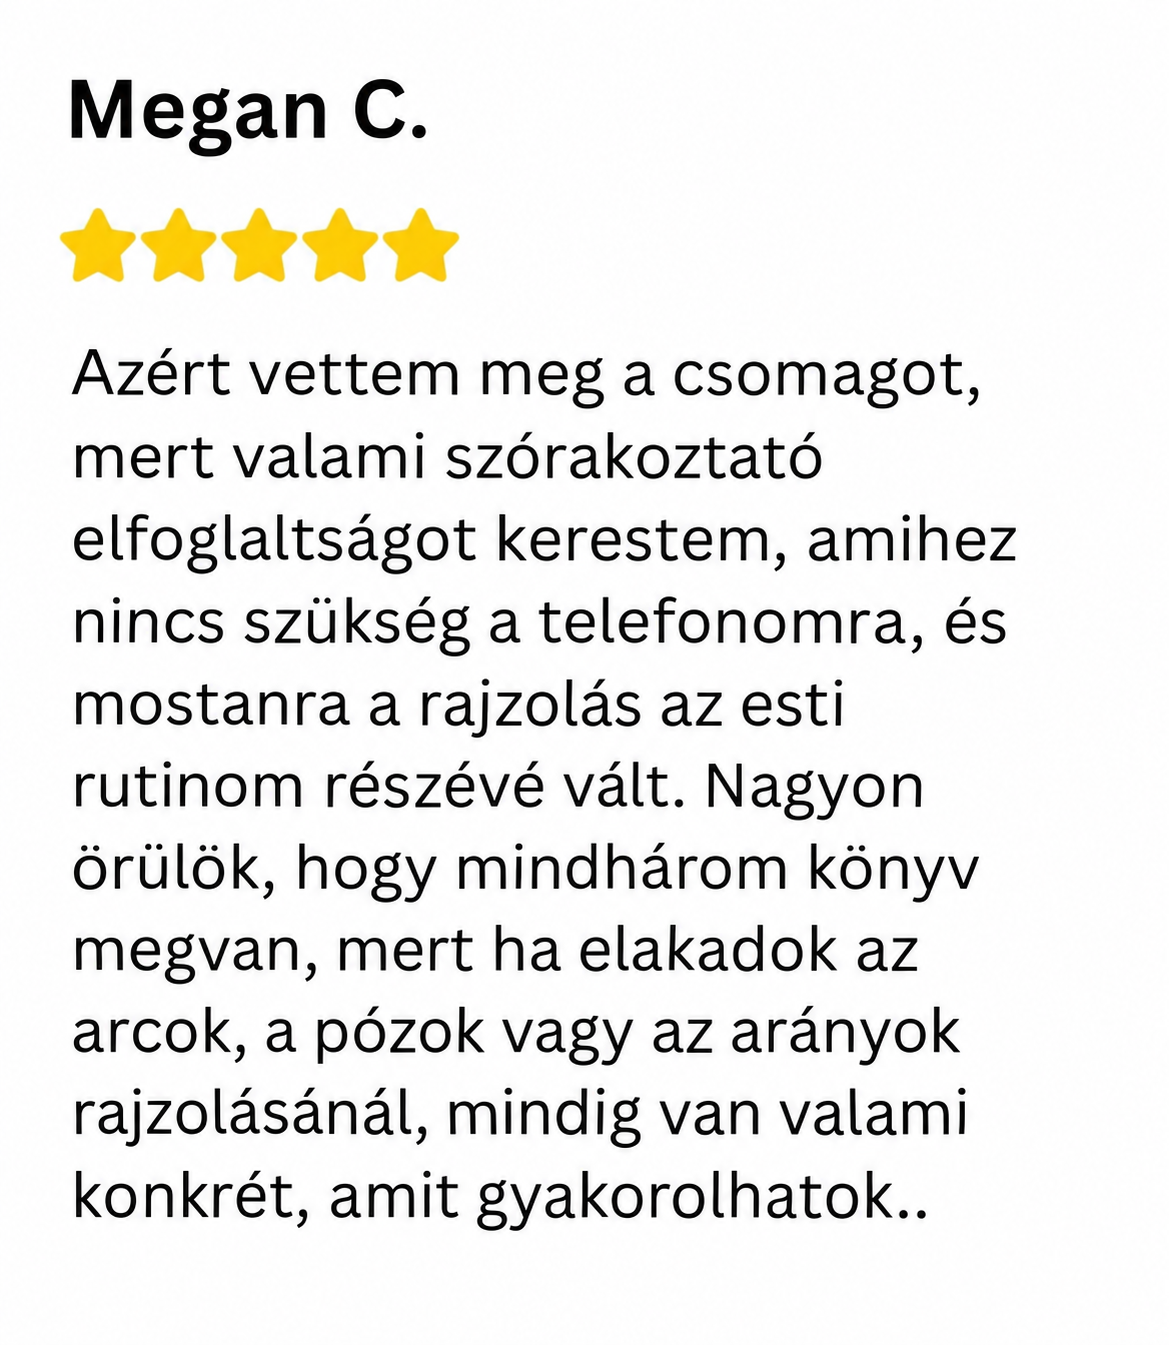 Megan C.
Azért vettem meg a csomagot,
mert valami szórakoztató
elfoglaltságot kerestem, amihez
nincs szükség a telefonomra, és
mostanra a rajzolás az esti
rutinom részévé vált. Nagyon
örülök, hogy mindhárom könyv
megvan, mert ha elakadok az
arcok, a pózok vagy az arányok
rajzolásánál, mindig van valami
konkrét, amit gyakorolhatok..